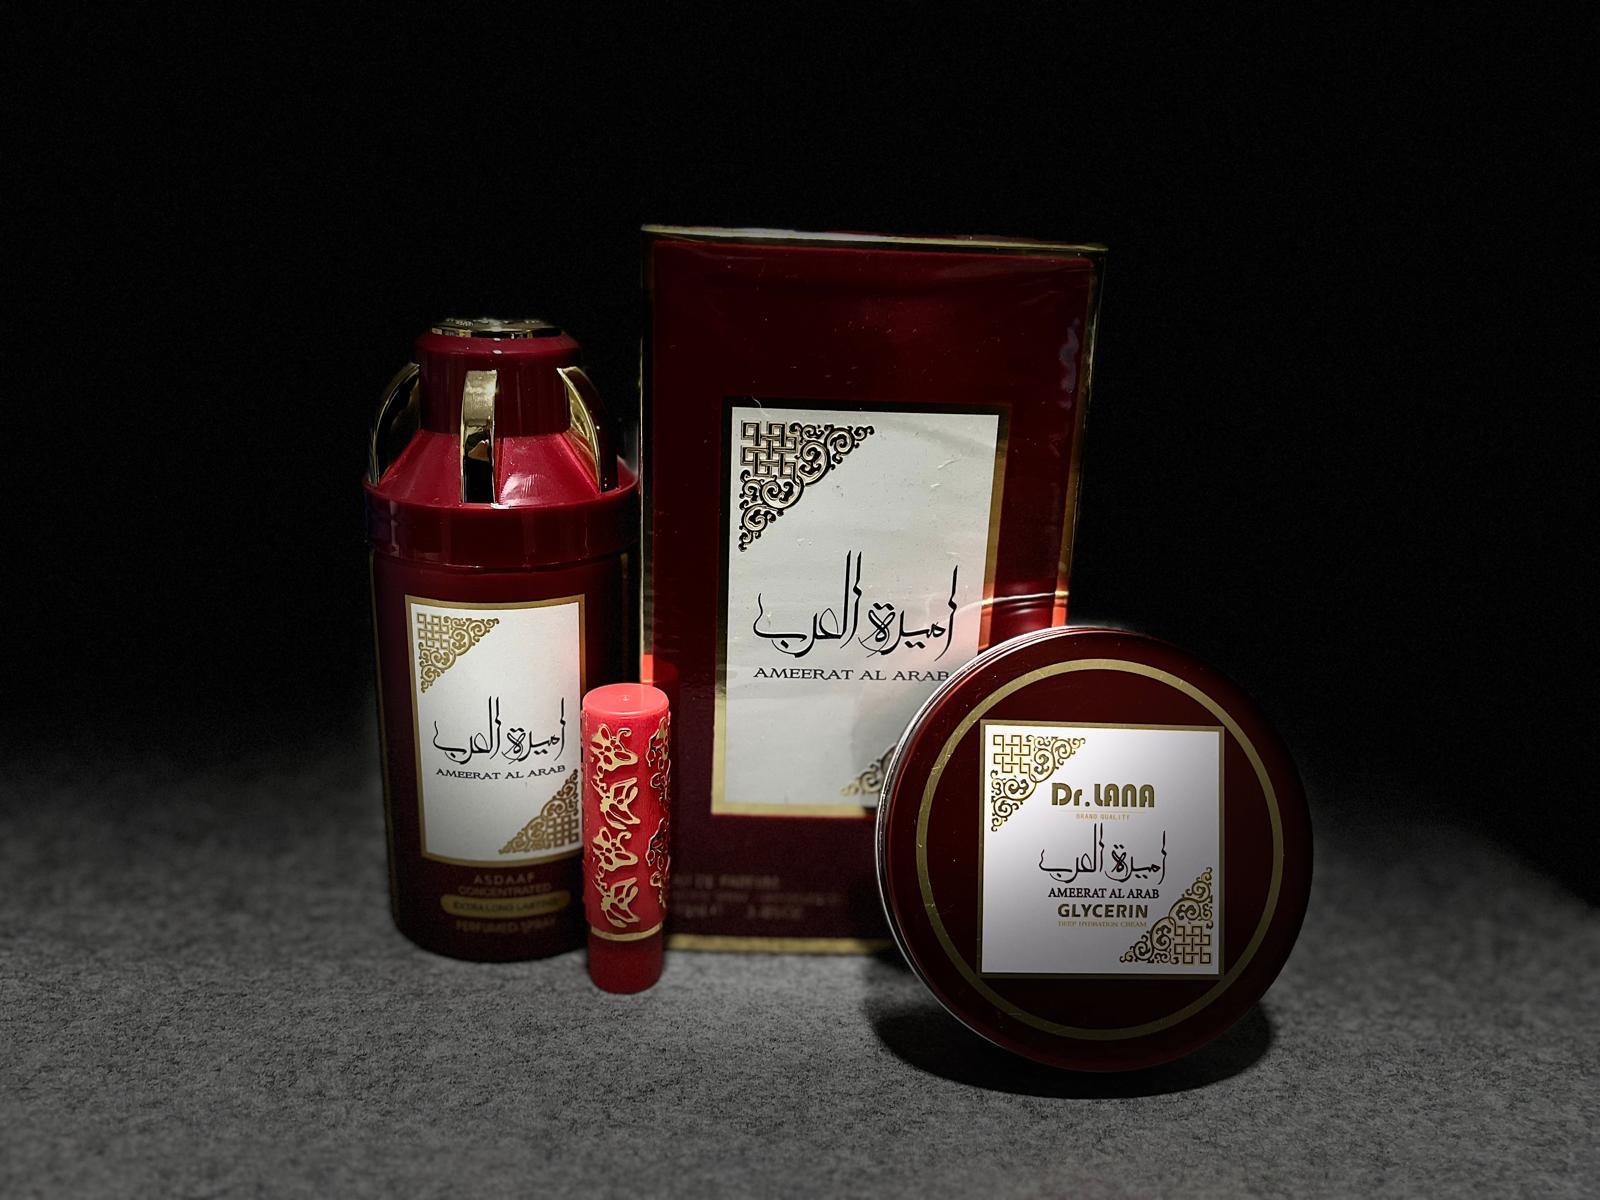 اميرة العرب
AMEERAT AL ARAB
ASDAAF
CONCENTRATED
EXTRA LONG LASTING
PERFUMED SPRAY
اميرة العرب
AMEERAT AL ARAB
EAU DE PARFUM
Dr.LANA
BRAND QUALITY
اميرة العرب
AMEERAT AL ARAB
GLYCERIN
DEEP HYDRATION CREAM